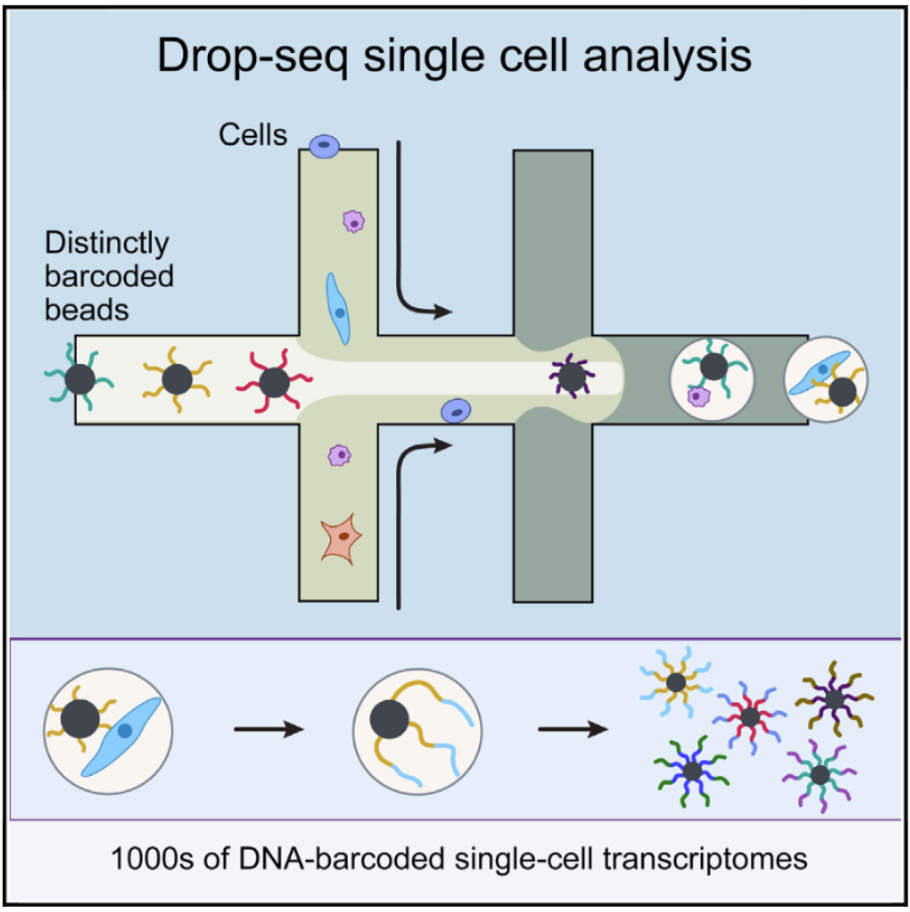 Drop-seq single cell analysis
Cells
Distinctly
barcoded
beads
1000s of DNA-barcoded single-cell transcriptomes